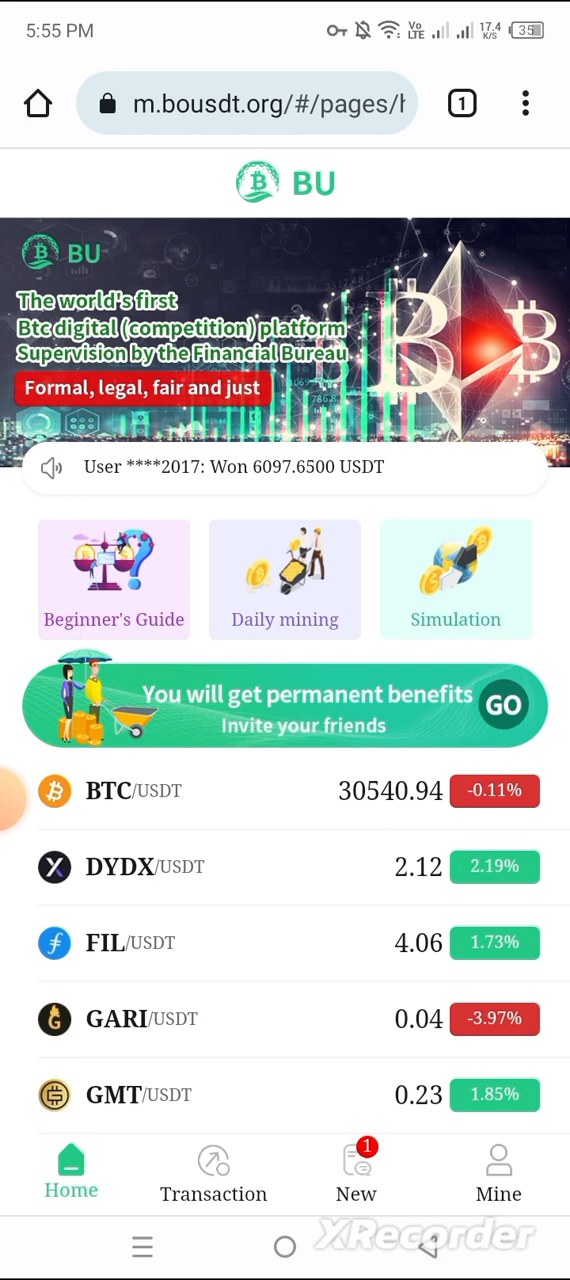 5:55 PM
Vo
LTE
17.4
K/S
35
m.bousdt.org/#/pages/h
1
BU
BU
The world's first
Btc digital (competition) platform
Supervision by the Financial Bureau
Formal, legal, fair and just
786.8
User ****2017: Won 6097.6500 USDT
Beginner's Guide
Daily mining
Simulation
You will get permanent benefits
Invite your friends
GO
BTC/USDT 30540.94 -0.11%
DYDX/USDT 2.12 2.19%
FIL/USDT 4.06 1.73%
GARI/USDT 0.04 -3.97%
GMT/USDT 0.23 1.85%
1
Home
Transaction
New
Mine
XRecorder